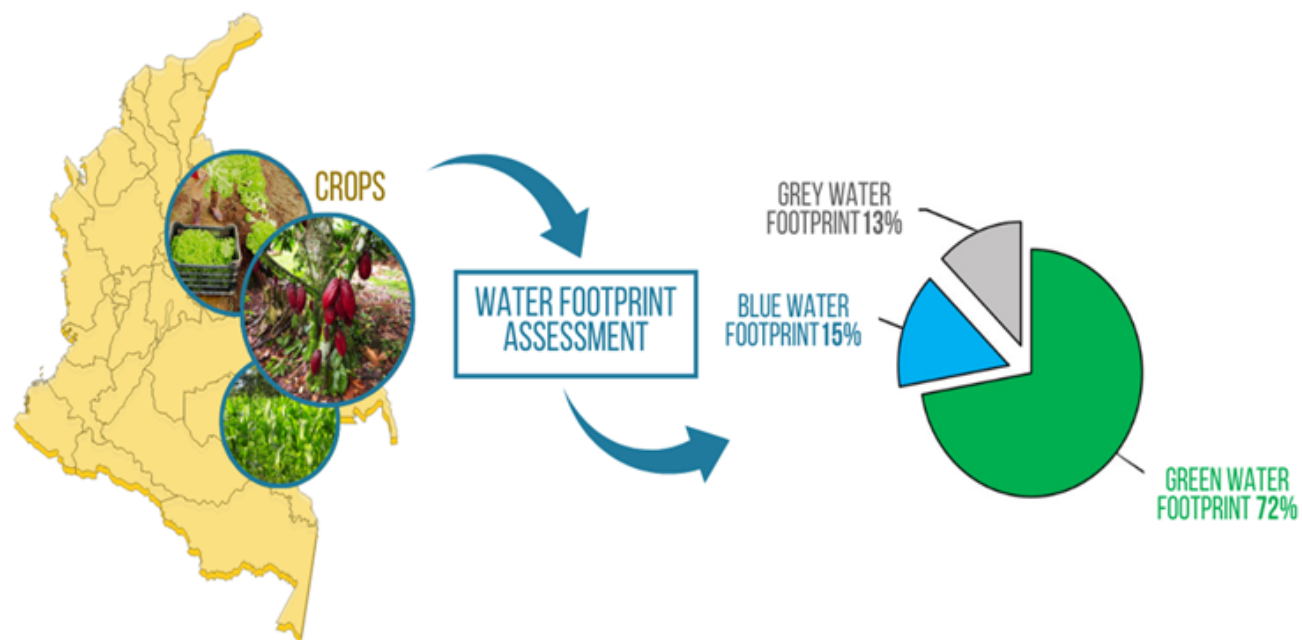 CROPS
WATER FOOTPRINT
ASSESSMENT
GREY WATER
FOOTPRINT 13%
BLUE WATER
FOOTPRINT 15%
GREEN WATER
FOOTPRINT 72%